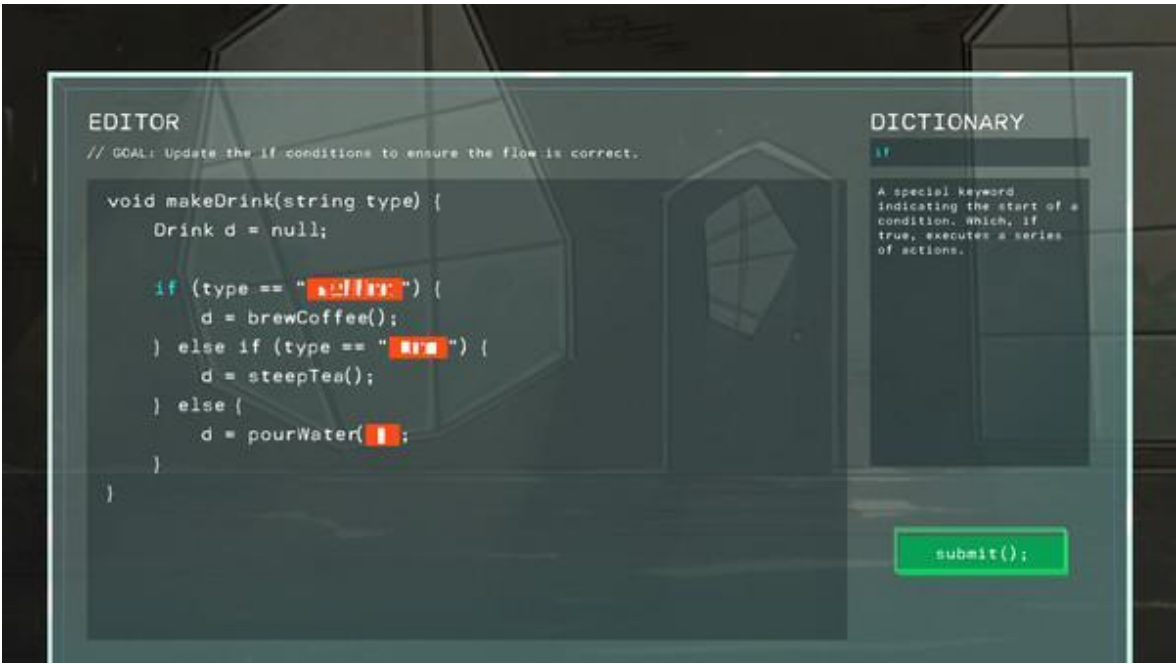 EDITOR
// GOAL: Update the if conditions to ensure the flow is correct.
void makeDrink(string type) {
Drink d = null;
if (type == " ") {
d = brewCoffee();
} else if (type == " ") {
d = steepTea();
} else {
d = pourWater( ;
}
}
DICTIONARY
if
A special keyword
indicating the start of a
condition. Which, if
true, executes a series
of actions.
submit();